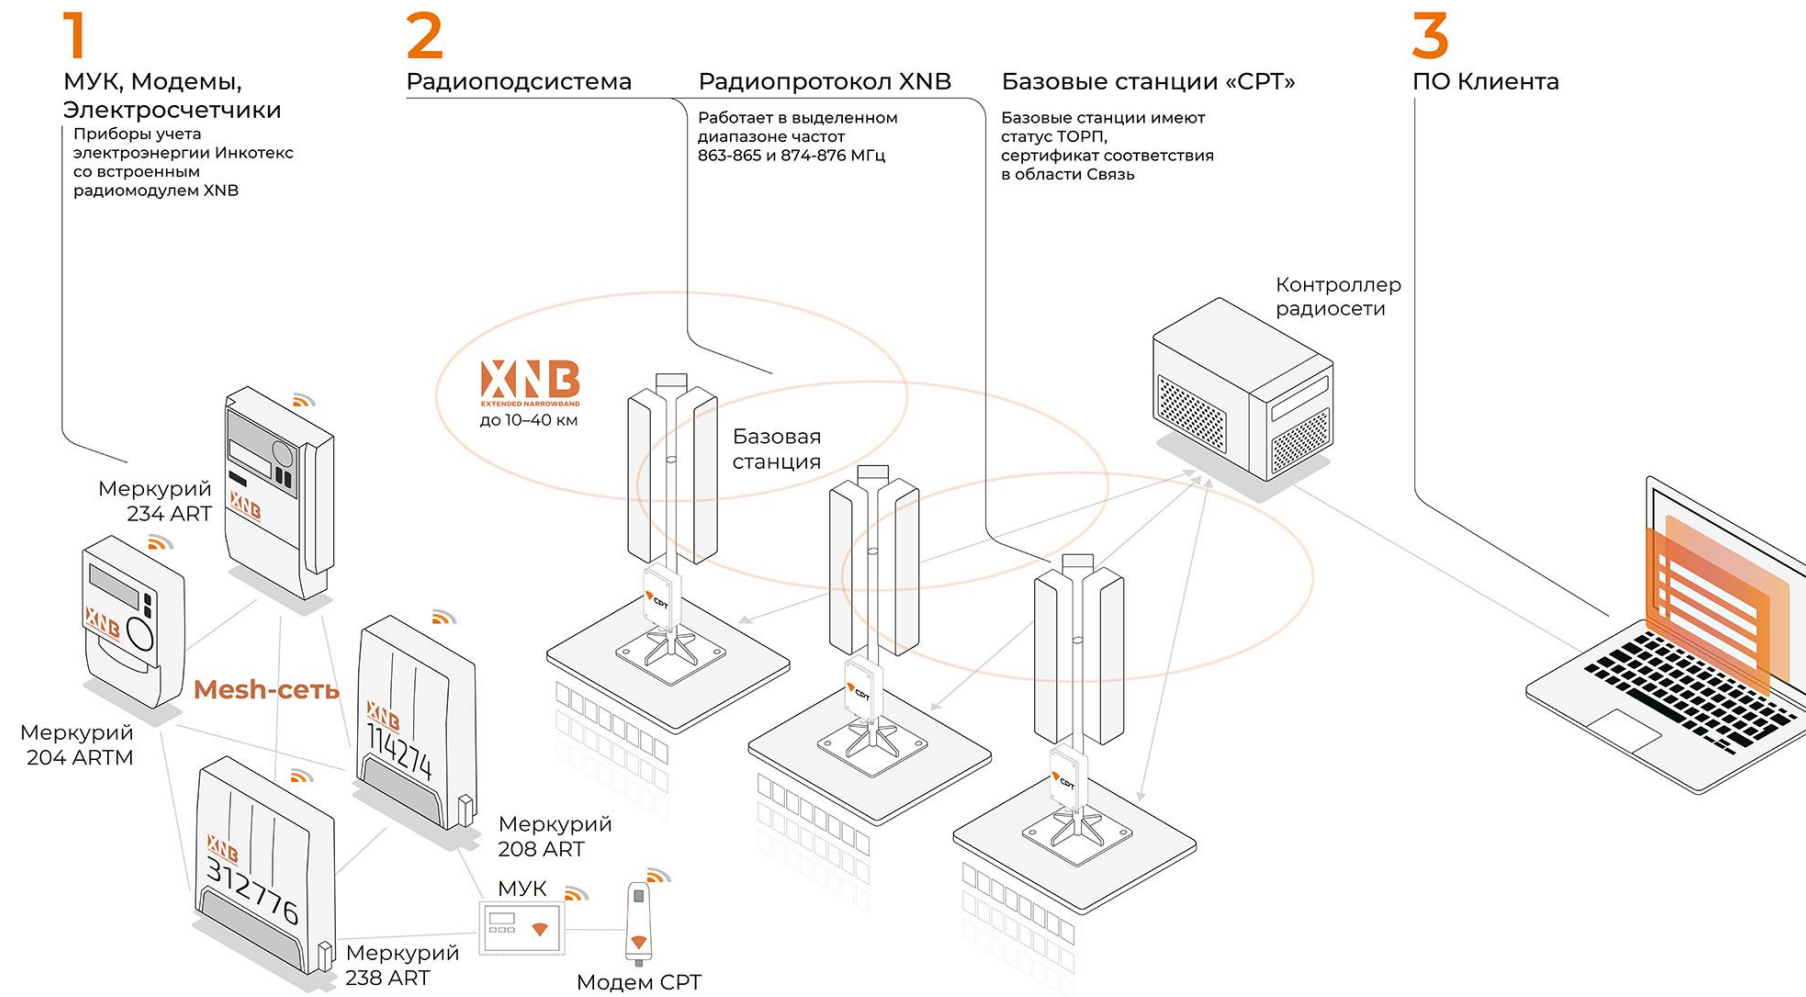 1
МУК, Модемы,
Электросчетчики
Приборы учета
электроэнергии Инкотекс
со встроенным
радиомодулем XNB
2
Радиоподсистема
Радиопротокол XNB
Работает в выделенном
диапазоне частот
863-865 и 874-876 МГц
Базовые станции «СРТ»
Базовые станции имеют
статус ТОРП,
сертификат соответствия
в области Связь
3
ПО Клиента
Контроллер
радиосети
XNB
EXTENDED NARROWBAND
до 10–40 км
Базовая
станция
Меркурий
234 ART
XNB
XNB
Mesh-сеть
Меркурий
204 ARTM
XNB
114274
Меркурий
208 ART
XNB
312776
Меркурий
238 ART
МУК
Модем СРТ
СРТ
СРТ
СРТ